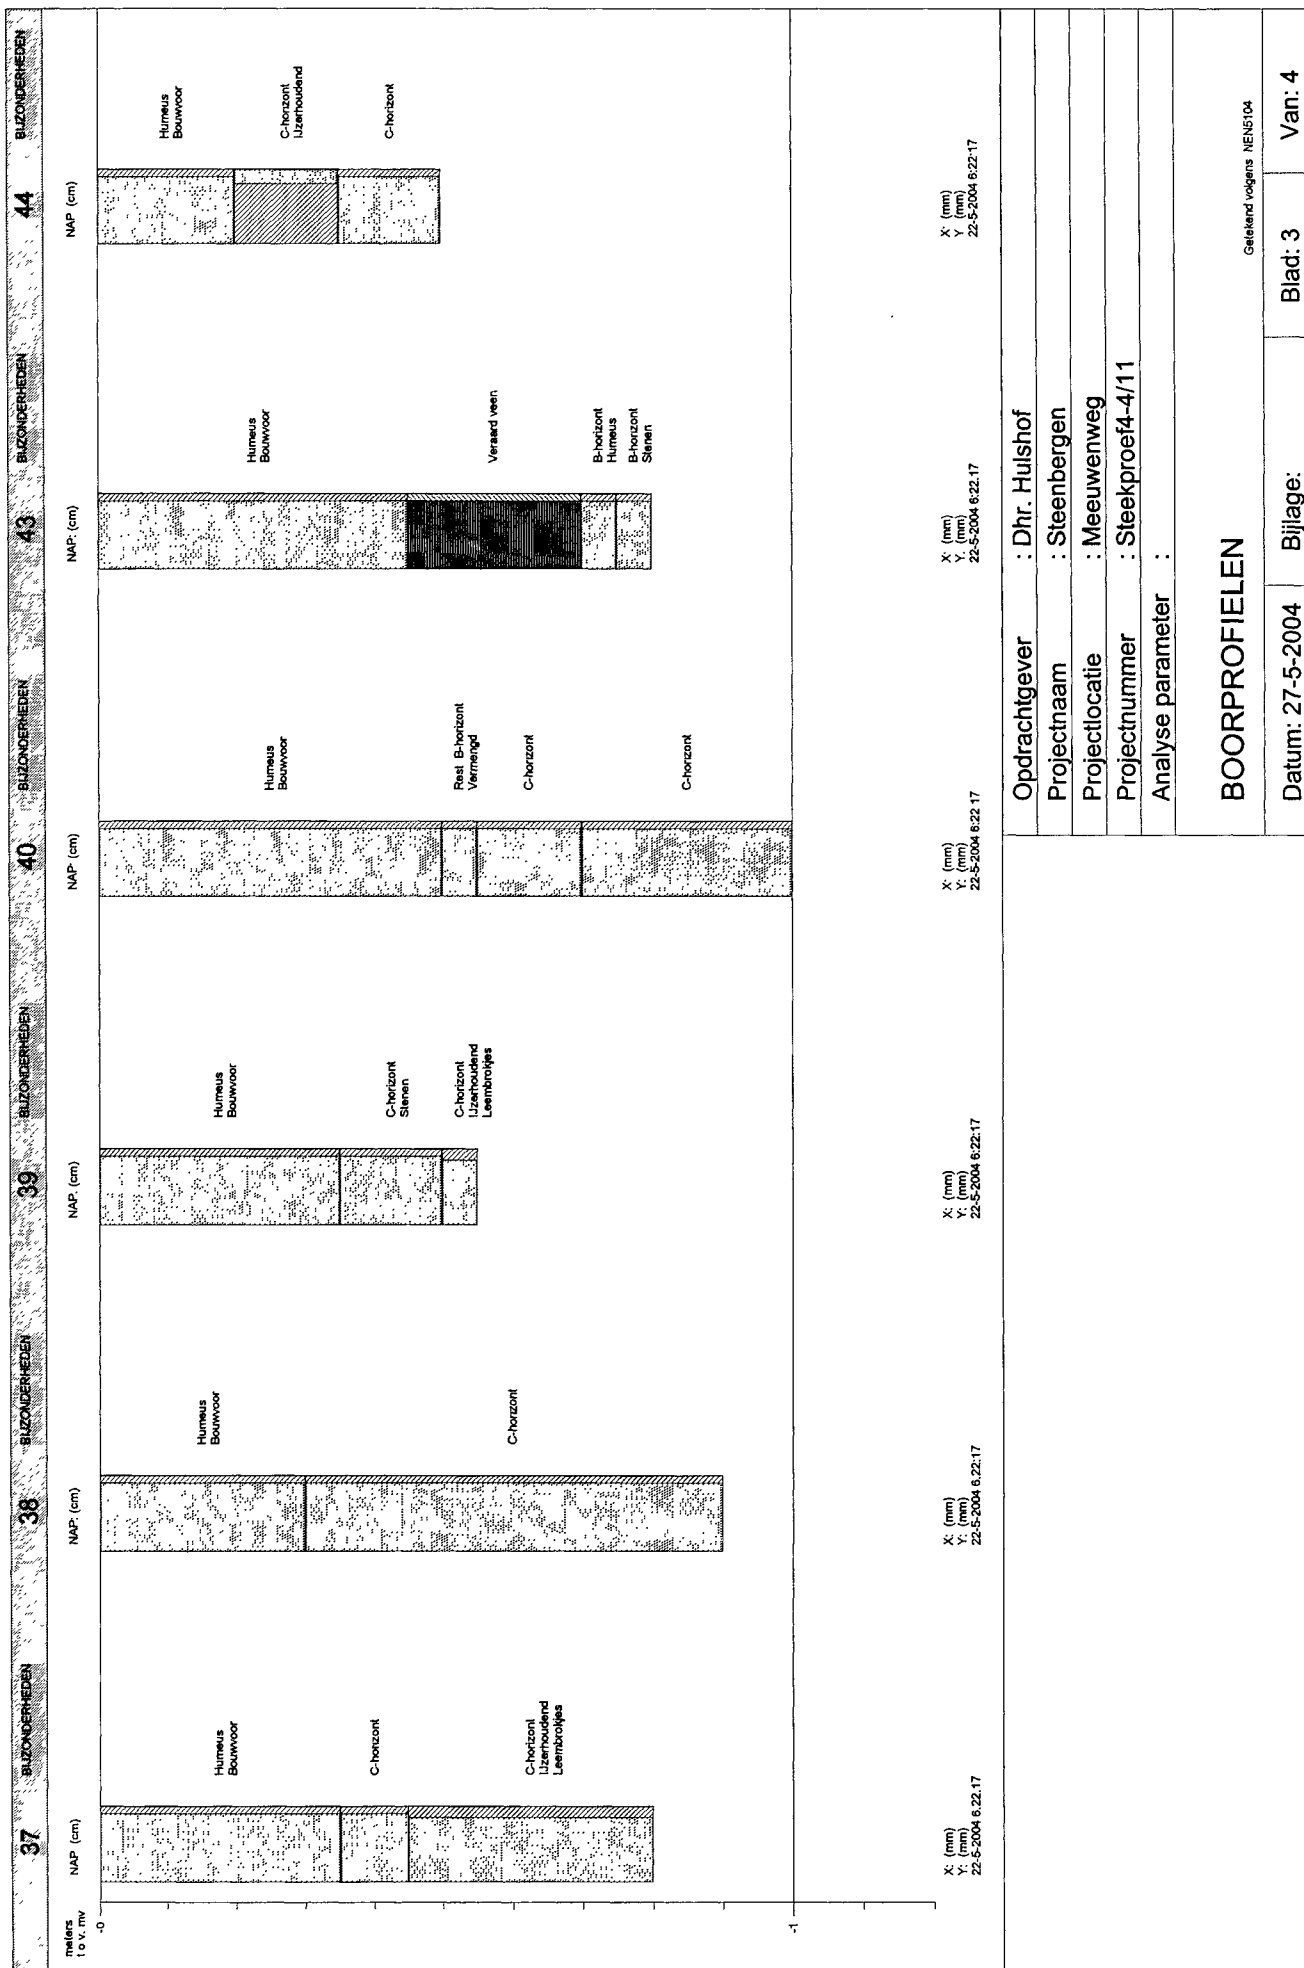 37 BIJZONDERHEDEN 38 BIJZONDERHEDEN 39 BIJZONDERHEDEN 40 BIJZONDERHEDEN 43 BIJZONDERHEDEN 44 BIJZONDERHEDEN
meters
t o v. mv
-0
-1
NAP (cm)
Humeus
Bouwvoor
C-horizont
C-horizont
IJzerhoudend
Leembrokjes
X: (mm)
Y: (mm)
22-5-2004 6.22.17
NAP: (cm)
Humeus
Bouwvoor
C-horizont
X: (mm)
Y: (mm)
22-5-2004 6.22:17
NAP. (cm)
Humeus
Bouwvoor
C-horizont
Stenen
C-horizont
IJzerhoudend
Leembrokjes
X: (mm)
Y: (mm)
22-5-2004 6:22:17
NAP: (cm)
Humeus
Bouwvoor
Rest B-horizont
Vermengd
C-horizont
C-horizont
X: (mm)
Y: (mm)
22-5-2004 6:22 17
NAP: (cm)
Humeus
Bouwvoor
Veraard veen
B-horizont
Humeus
B-horizont
Stenen
X: (mm)
Y: (mm)
22-5-2004 6:22.17
NAP (cm)
Humeus
Bouwvoor
C-horizont
IJzerhoudend
C-horizont
X: (mm)
Y (mm)
22-5-2004 6:22:17
Opdrachtgever : Dhr. Hulshof
Projectnaam : Steenbergen
Projectlocatie : Meeuwenweg
Projectnummer : Steekproef4-4/11
Analyse parameter :
BOORPROFIELEN
Getekend volgens NEN5104
Datum: 27-5-2004 Bijlage: Blad: 3 Van: 4